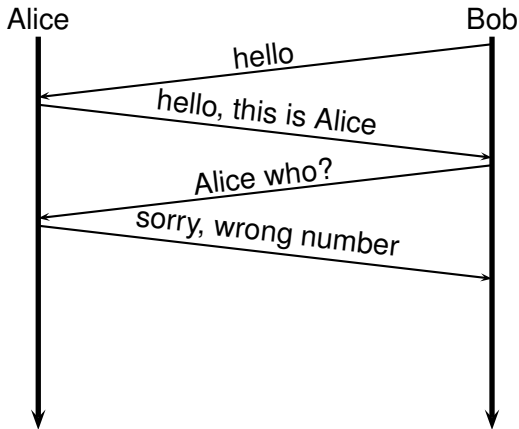 Alice
Bob
hello
hello, this is Alice
Alice who?
sorry, wrong number